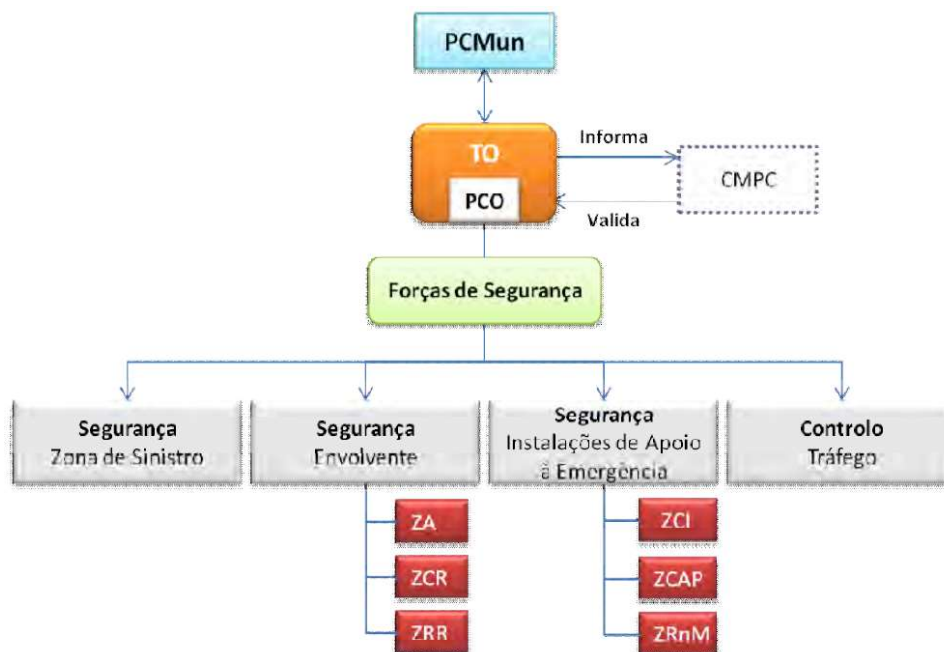 PCMun
TO
PCO
Informa
CMPC
Valida
Forças de Segurança
Segurança
Zona de Sinistro
Segurança
Envolvente
Segurança
Instalações de Apoio
à Emergência
Controlo
Tráfego
ZA
ZCR
ZRR
ZCI
ZCAP
ZRnM